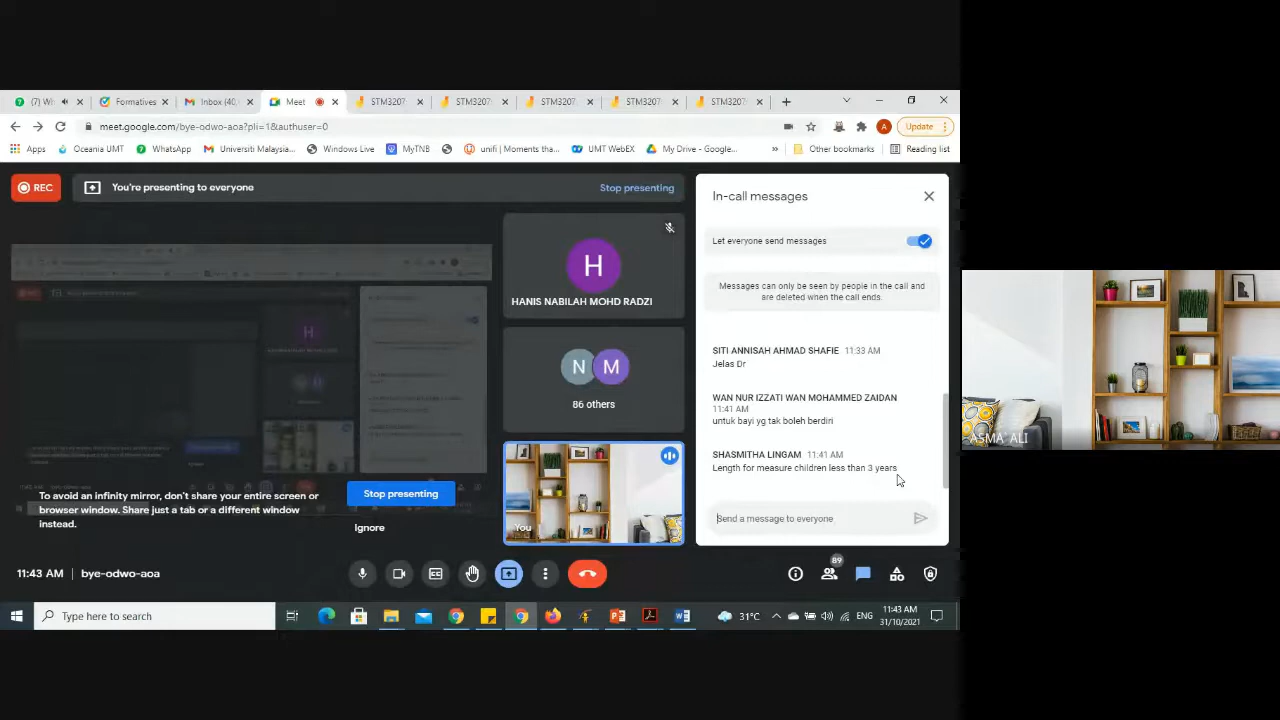 (7) Wh
Formatives
Inbox (40,
Meet
STM320?
STM320?
STM320?
STM320?
STM320?
meet.google.com/bye-odwo-aoa?pli=1&authuser=0
Update
Apps
Oceania UMT
WhatsApp
Universiti Malaysia...
Windows Live
MyTNB
unifi | Moments tha...
UMT WebEX
My Drive - Google...
»
Other bookmarks
Reading list
REC
You're presenting to everyone
Stop presenting
To avoid an infinity mirror, don't share your entire screen or
browser window. Share just a tab or a different window
instead.
Stop presenting
Ignore
H
HANIS NABILAH MOHD RADZI
N
M
86 others
You
In-call messages
Let everyone send messages
Messages can only be seen by people in the call and
are deleted when the call ends.
SITI ANNISAH AHMAD SHAFIE 11:33 AM
Jelas Dr
WAN NUR IZZATI WAN MOHAMMED ZAIDAN
11:41 AM
untuk bayi yg tak boleh berdiri
SHASMITHA LINGAM 11:41 AM
Length for measure children less than 3 years
Send a message to everyone
ASMA' ALI
11:43 AM
bye-odwo-aoa
89
Type here to search
31°C
ENG
11:43 AM
31/10/2021